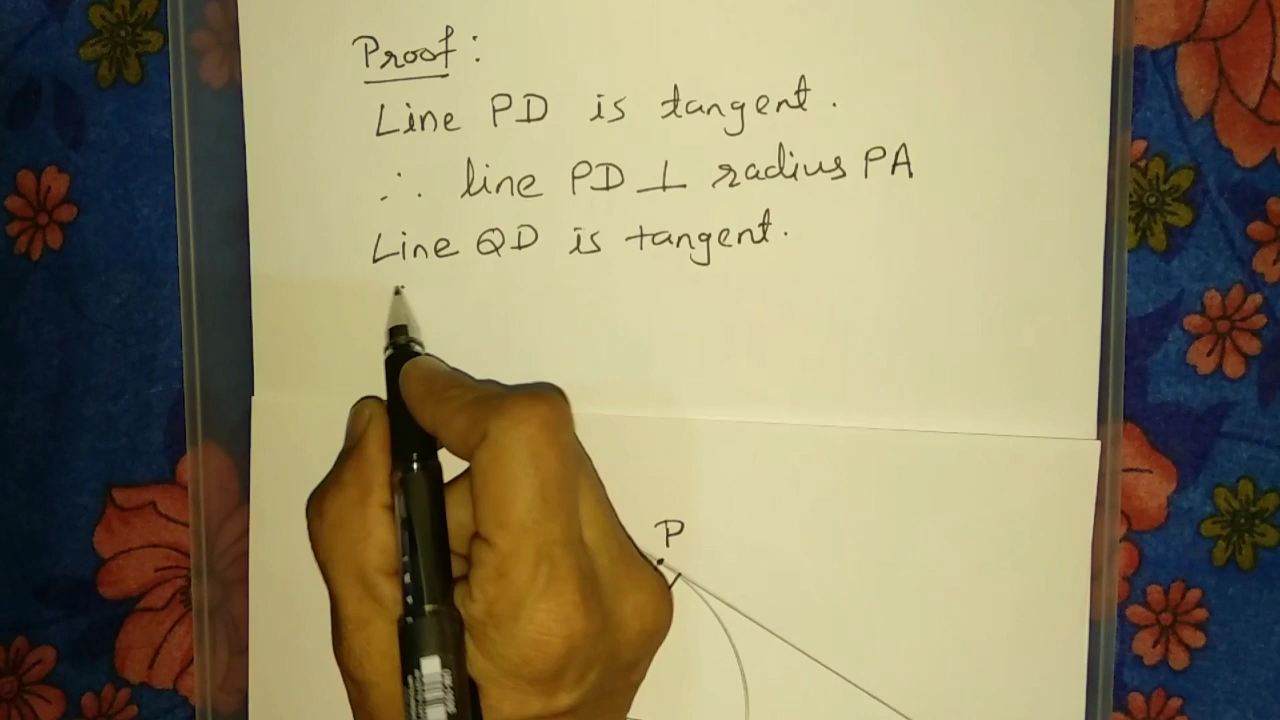 Proof :
Line PD is tangent.
∴ line PD ⊥ radius PA
Line QD is tangent.
P